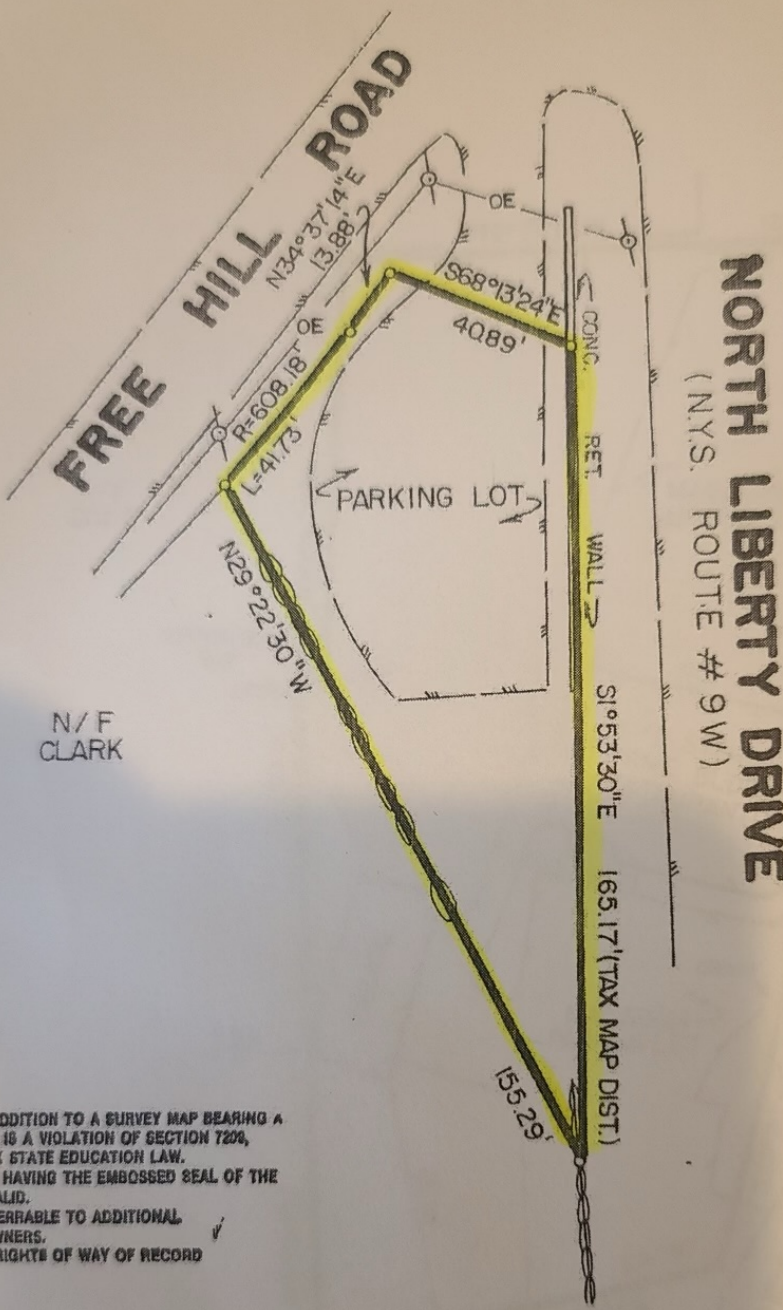 FREE HILL ROAD
NORTH LIBERTY DRIVE
(N.Y.S. ROUTE # 9W)
N34°37'14"E
13.88'
OE
S68°13'24"E
40.89'
OE
R=608.18'
L=41.73'
CONC. RET. WALL
PARKING LOT
N29°22'30"W
155.29'
S1°53'30"E 165.17'(TAX MAP DIST.)
N/F
CLARK
DDITION TO A SURVEY MAP BEARING A
IS A VIOLATION OF SECTION 7209,
STATE EDUCATION LAW.
HAVING THE EMBOSSED SEAL OF THE
ALID.
ERRABLE TO ADDITIONAL
WNERS.
RIGHTS OF WAY OF RECORD